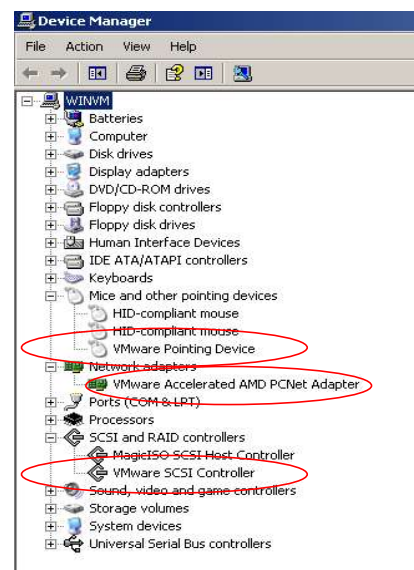 Device Manager
File Action View Help
WINVM
Batteries
Computer
Disk drives
Display adapters
DVD/CD-ROM drives
Floppy disk controllers
Floppy disk drives
Human Interface Devices
IDE ATA/ATAPI controllers
Keyboards
Mice and other pointing devices
HID-compliant mouse
HID-compliant mouse
VMware Pointing Device
Network adapters
VMware Accelerated AMD PCNet Adapter
Ports (COM & LPT)
Processors
SCSI and RAID controllers
MagicISO SCSI Host Controller
VMware SCSI Controller
Sound, video and game controllers
Storage volumes
System devices
Universal Serial Bus controllers